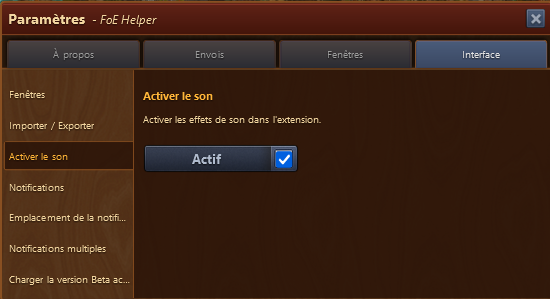 Paramètres - FoE Helper
À propos Envois Fenêtres Interface
Fenêtres
Importer / Exporter
Activer le son
Notifications
Emplacement de la notifi...
Notifications multiples
Charger la version Beta ac...
Activer le son
Activer les effets de son dans l'extension.
Actif